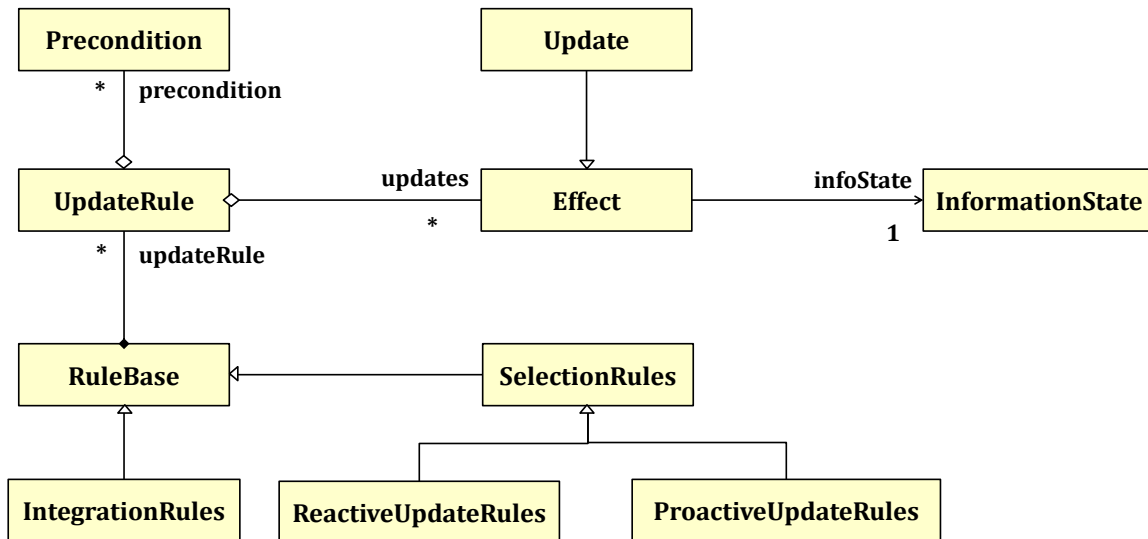 Precondition
Update
* precondition
UpdateRule
updates
*
Effect
infoState
1
InformationState
* updateRule
RuleBase
SelectionRules
IntegrationRules
ReactiveUpdateRules
ProactiveUpdateRules